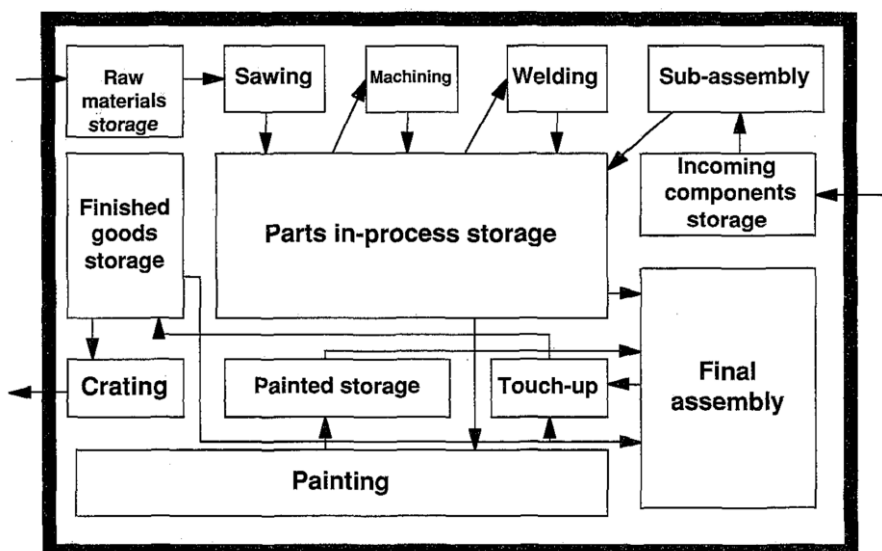 Raw
materials
storage
Sawing
Machining
Welding
Sub-assembly
Finished
goods
storage
Parts in-process storage
Incoming
components
storage
Crating
Painted storage
Touch-up
Final
assembly
Painting